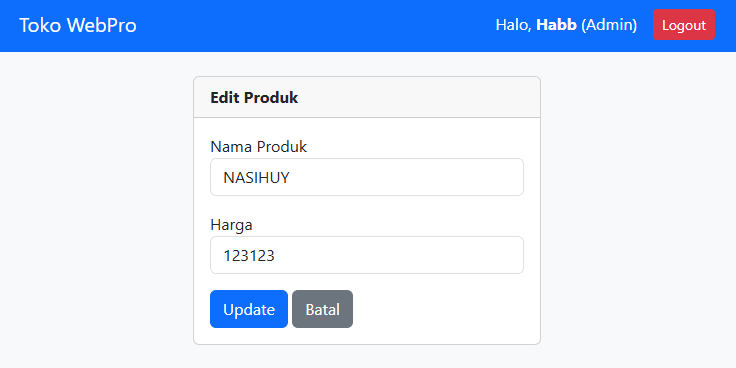 Toko WebPro
Halo, Habb (Admin)
Logout
Edit Produk
Nama Produk
NASIHUY
Harga
123123
Update
Batal